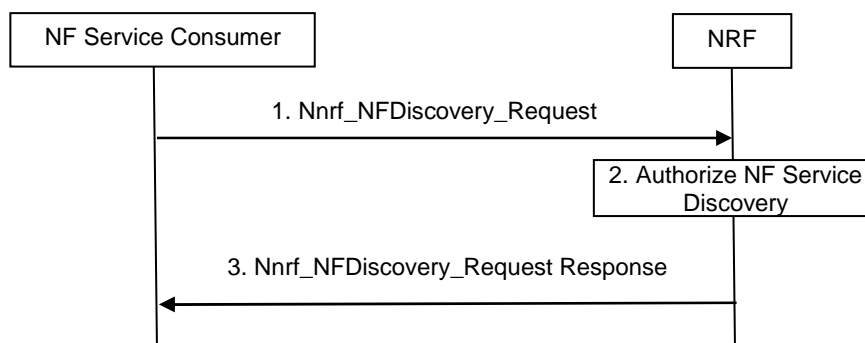 NF Service Consumer
NRF
1. Nnrf_NFDiscovery_Request
2. Authorize NF Service
Discovery
3. Nnrf_NFDiscovery_Request Response